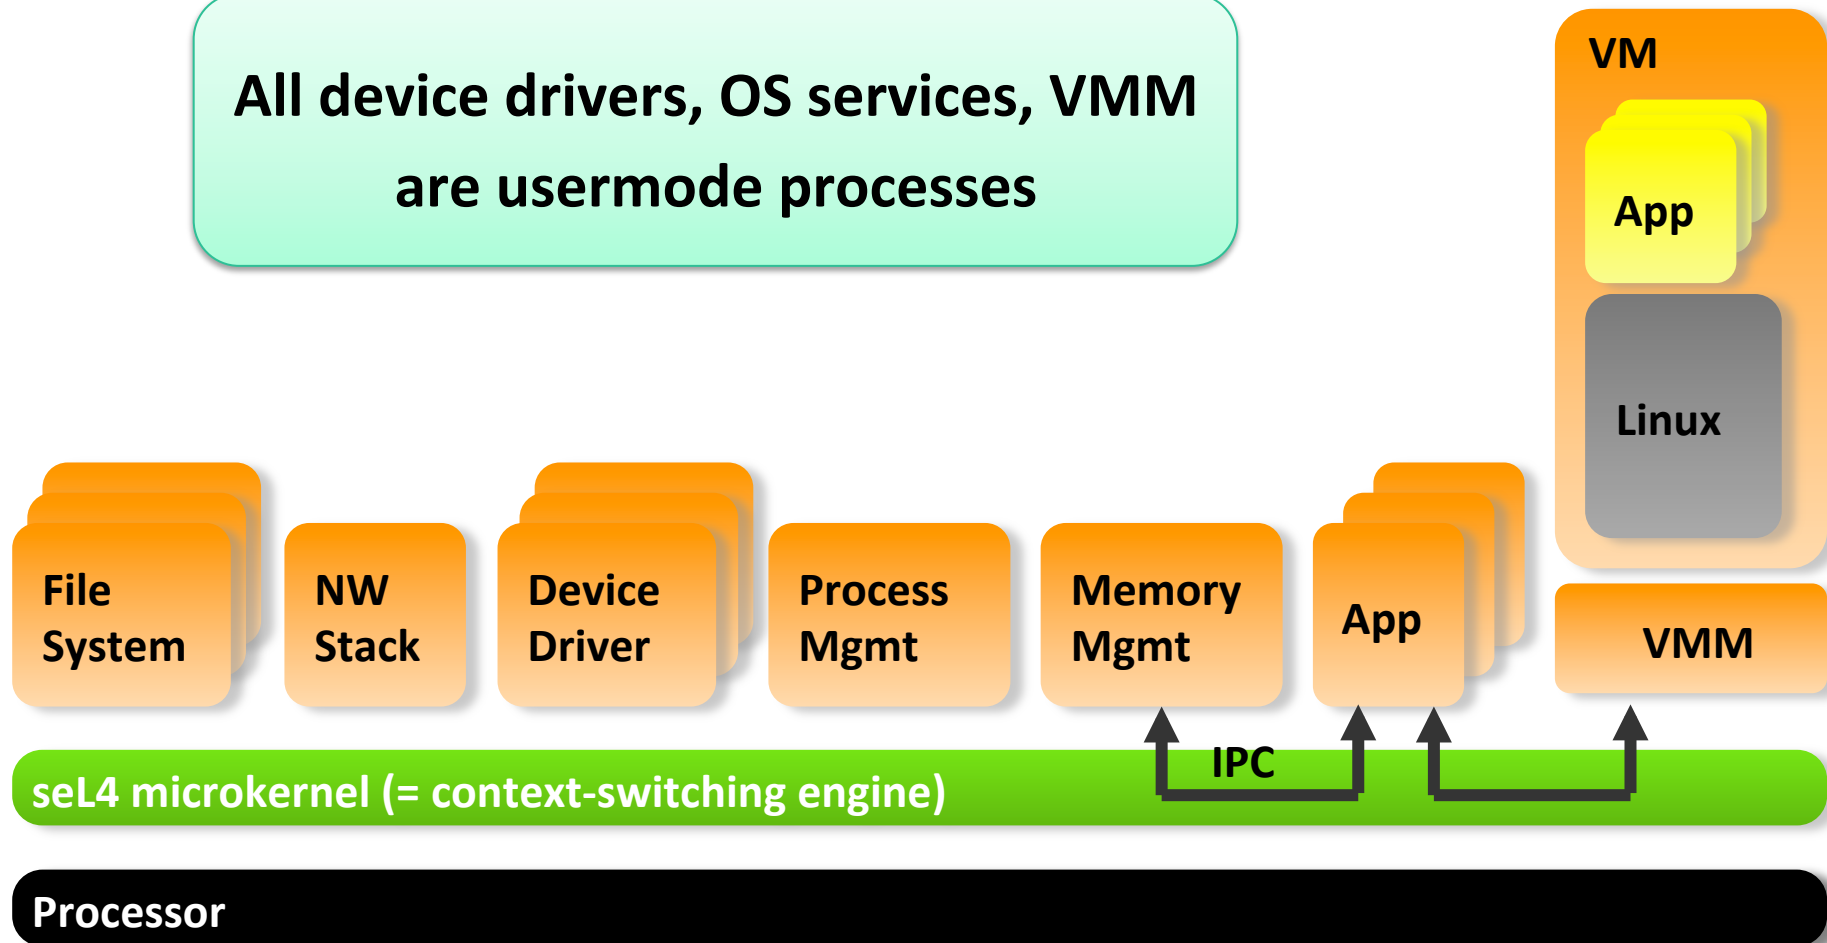 All device drivers, OS services, VMM
are usermode processes
VM
App
Linux
File
System
NW
Stack
Device
Driver
Process
Mgmt
Memory
Mgmt
App
VMM
IPC
seL4 microkernel (= context-switching engine)
Processor